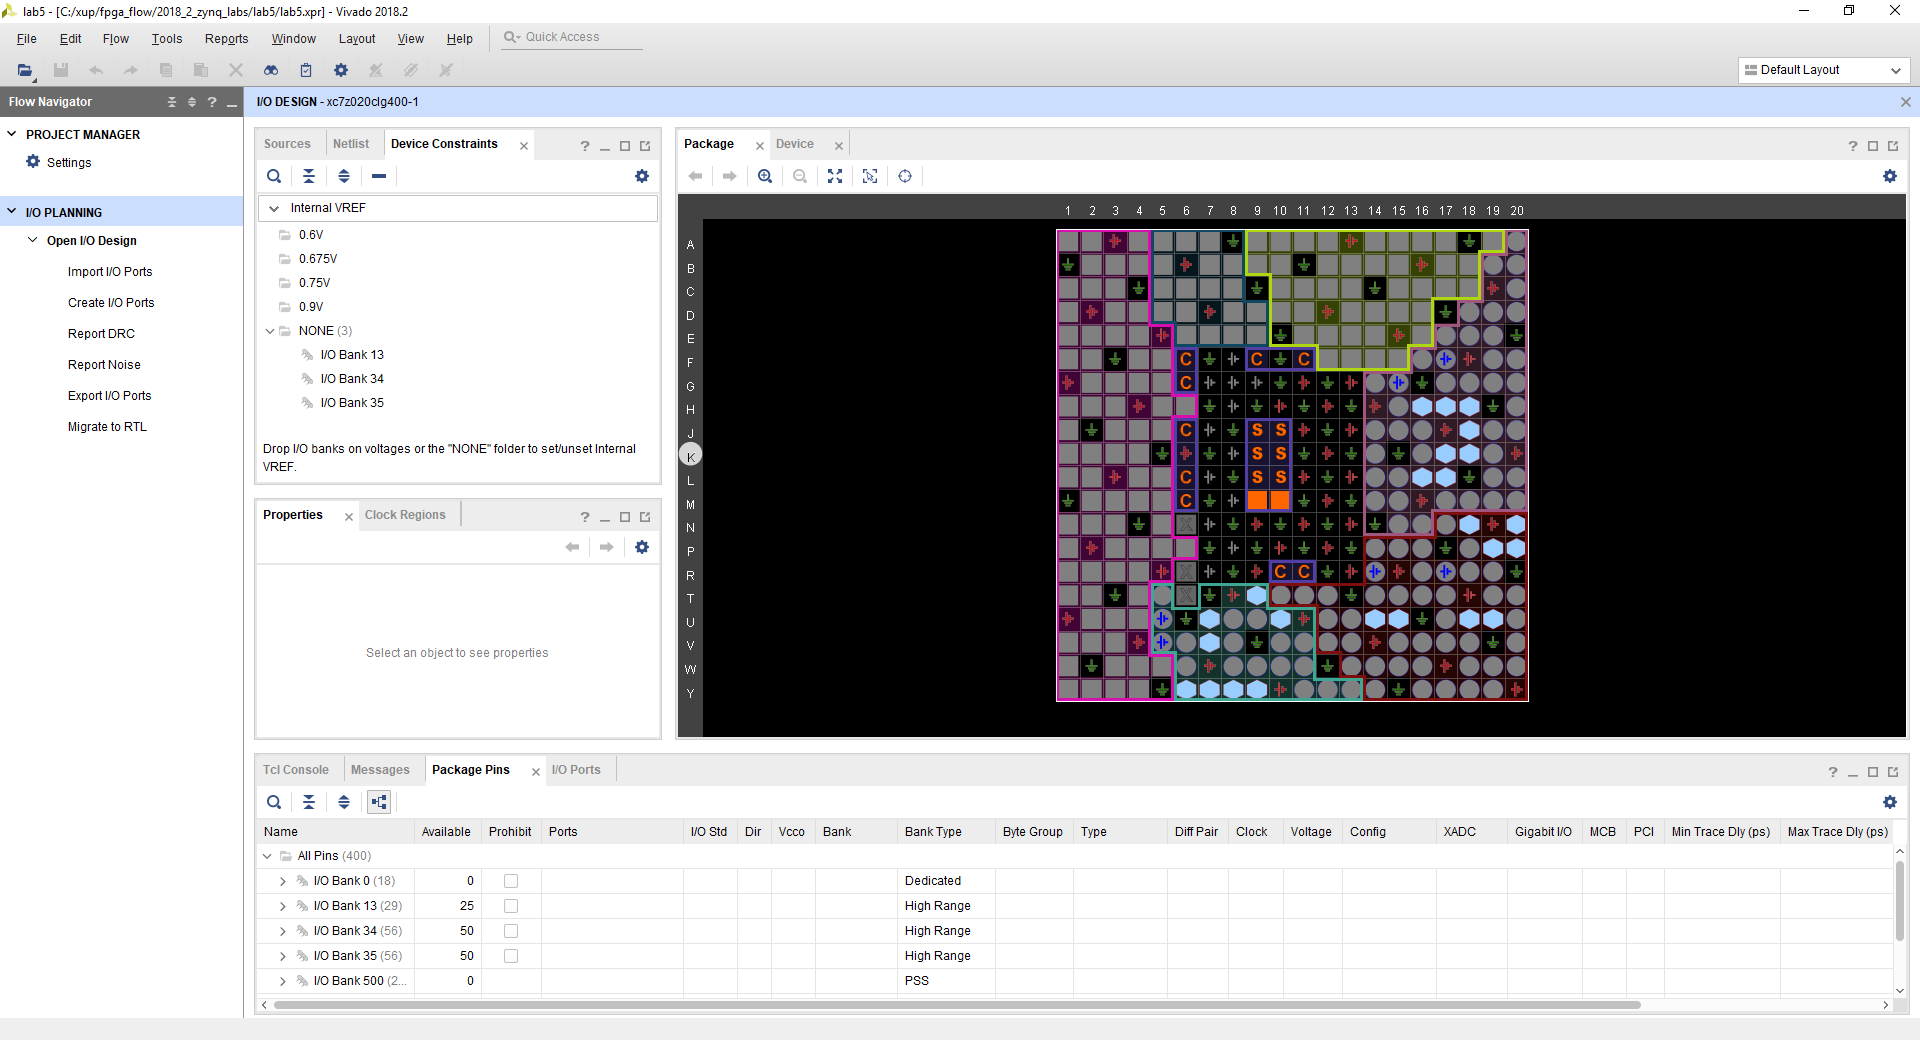 lab5 - [C:/xup/fpga_flow/2018_2_zynq_labs/lab5/lab5.xpr] - Vivado 2018.2
File Edit Flow Tools Reports Window Layout View Help Quick Access
Default Layout
Flow Navigator
I/O DESIGN - xc7z020clg400-1
PROJECT MANAGER
Settings
I/O PLANNING
Open I/O Design
Import I/O Ports
Create I/O Ports
Report DRC
Report Noise
Export I/O Ports
Migrate to RTL
Sources Netlist Device Constraints
Internal VREF
0.6V
0.675V
0.75V
0.9V
NONE (3)
I/O Bank 13
I/O Bank 34
I/O Bank 35
Drop I/O banks on voltages or the "NONE" folder to set/unset Internal
VREF.
Properties Clock Regions
Select an object to see properties
Package Device
1 2 3 4 5 6 7 8 9 10 11 12 13 14 15 16 17 18 19 20
A
B
C
D
E
F C C C
G C
H
J C S S
K S S
L C S S
M C
N X
P
R X C C
T X
U
V
W
Y
Tcl Console Messages Package Pins I/O Ports
Name Available Prohibit Ports I/O Std Dir Vcco Bank Bank Type Byte Group Type Diff Pair Clock Voltage Config XADC Gigabit I/O MCB PCI Min Trace Dly (ps) Max Trace Dly (ps)
All Pins (400)
I/O Bank 0 (18) 0 Dedicated
I/O Bank 13 (29) 25 High Range
I/O Bank 34 (56) 50 High Range
I/O Bank 35 (56) 50 High Range
I/O Bank 500 (2... 0 PSS